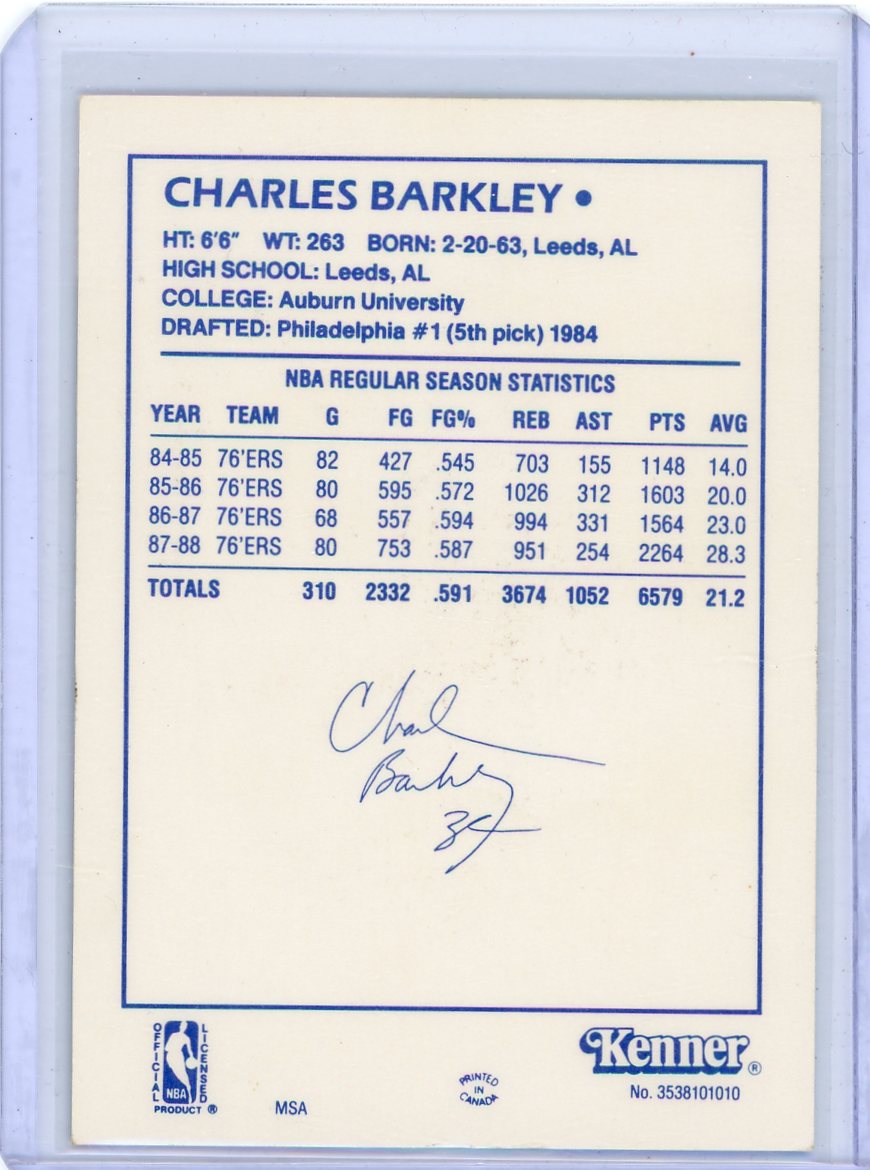 CHARLES BARKLEY •
HT: 6'6" WT: 263 BORN: 2-20-63, Leeds, AL
HIGH SCHOOL: Leeds, AL
COLLEGE: Auburn University
DRAFTED: Philadelphia #1 (5th pick) 1984
NBA REGULAR SEASON STATISTICS
YEAR TEAM G FG FG% REB AST PTS AVG
84-85 76'ERS 82 427 .545 703 155 1148 14.0
85-86 76'ERS 80 595 .572 1026 312 1603 20.0
86-87 76'ERS 68 557 .594 994 331 1564 23.0
87-88 76'ERS 80 753 .587 951 254 2264 28.3
TOTALS 310 2332 .591 3674 1052 6579 21.2
Charles
Barkley
34
OFFICIAL LICENSED
NBA
PRODUCT ®
MSA
PRINTED
IN
CANADA
Kenner®
No. 3538101010